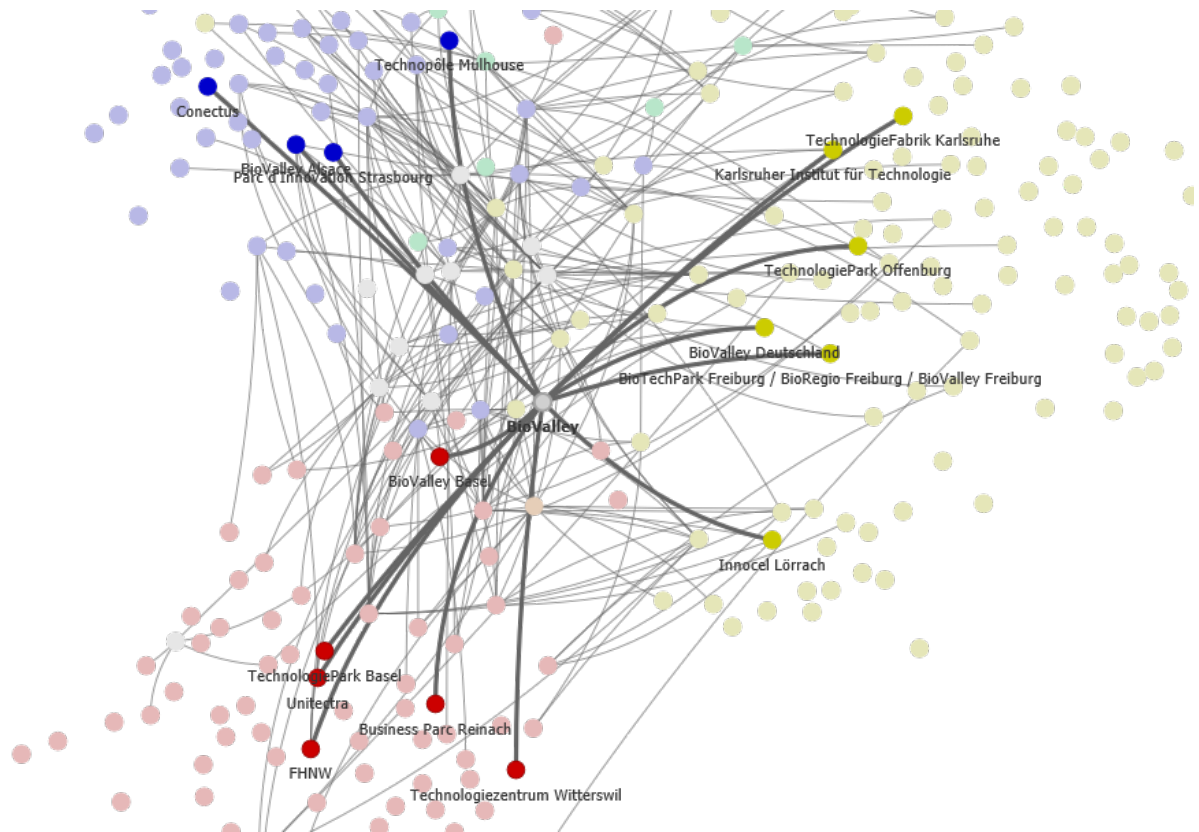 Technopôle Mulhouse
Conectus
TechnologieFabrik Karlsruhe
BioValley Alsace
Karlsruher Institut für Technologie
Parc d'Innovation Strasbourg
TechnologiePark Offenburg
BioValley Deutschland
BioTechPark Freiburg / BioRegio Freiburg / BioValley Freiburg
BioValley
BioValley Basel
Innocel Lörrach
TechnologiePark Basel
Unitectra
Business Parc Reinach
FHNW
Technologiezentrum Witterswil